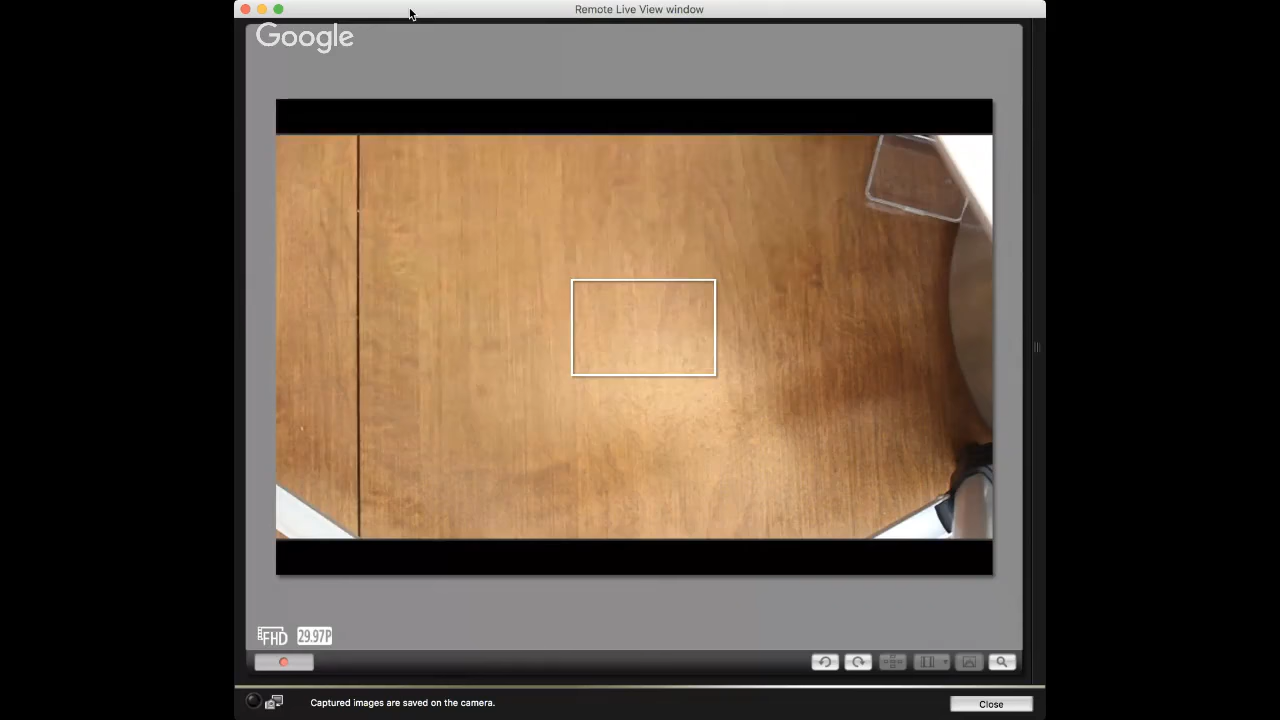 Remote Live View window
Google
FHD
29.97P
Captured images are saved on the camera.
Close